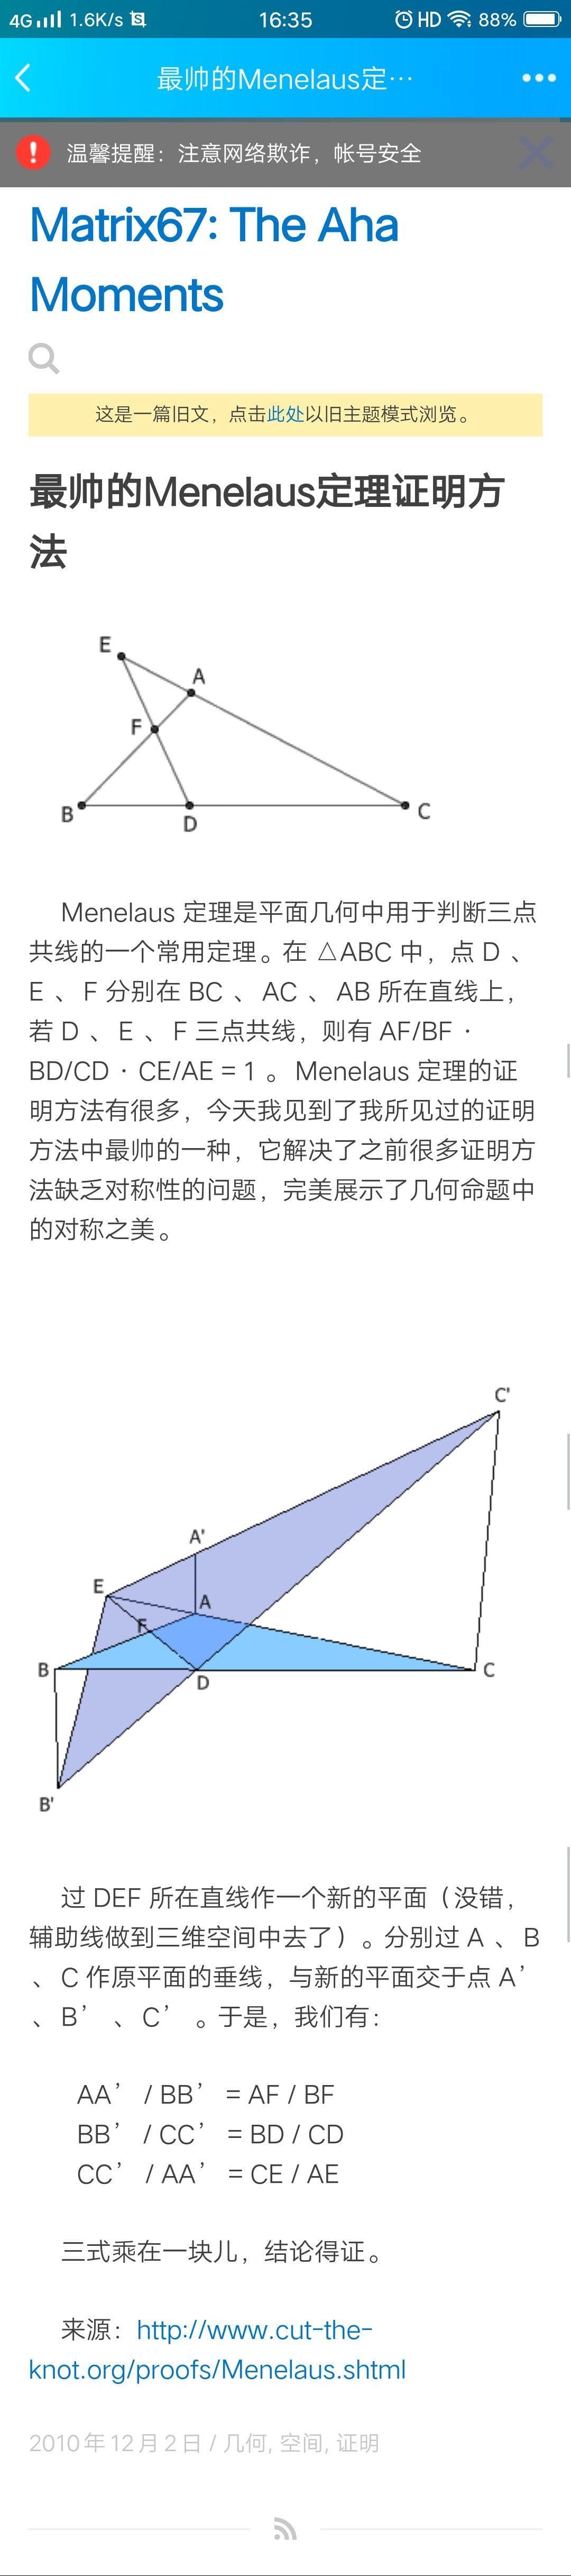 4G 1.6K/s 16:35 HD 88%
最帅的Menelaus定…
温馨提醒：注意网络欺诈，帐号安全
Matrix67: The Aha
Moments
这是一篇旧文，点击此处以旧主题模式浏览。
最帅的Menelaus定理证明方
法
E
A
F
B
D
C
Menelaus 定理是平面几何中用于判断三点
共线的一个常用定理。在 △ABC 中，点 D 、
E 、 F 分别在 BC 、 AC 、 AB 所在直线上，
若 D 、 E 、 F 三点共线，则有 AF/BF ·
BD/CD · CE/AE = 1 。 Menelaus 定理的证
明方法有很多，今天我见到了我所见过的证明
方法中最帅的一种，它解决了之前很多证明方
法缺乏对称性的问题，完美展示了几何命题中
的对称之美。
C'
A'
E
A
F
B
D
C
B'
过 DEF 所在直线作一个新的平面（没错，
辅助线做到三维空间中去了）。分别过 A 、 B
、 C 作原平面的垂线，与新的平面交于点 A’
、 B’ 、 C’ 。于是，我们有：
AA’ / BB’ = AF / BF
BB’ / CC’ = BD / CD
CC’ / AA’ = CE / AE
三式乘在一块儿，结论得证。
来源：http://www.cut-the-
knot.org/proofs/Menelaus.shtml
2010 年 12 月 2 日 / 几何, 空间, 证明